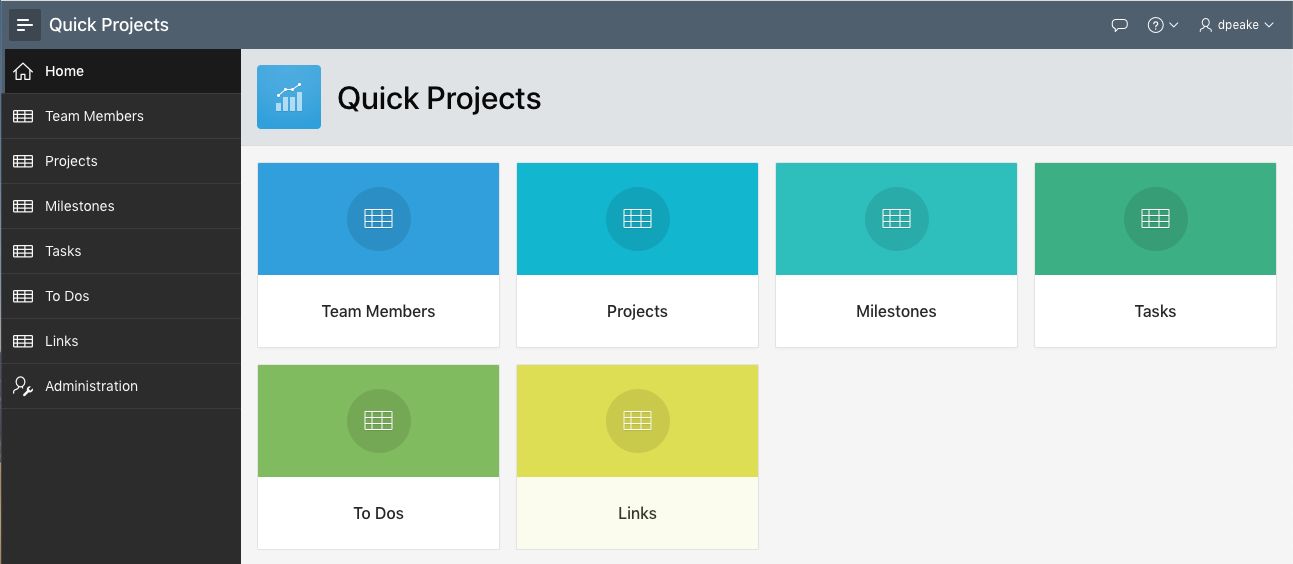 Quick Projects
dpeake
Home
Team Members
Projects
Milestones
Tasks
To Dos
Links
Administration
Quick Projects
Team Members
Projects
Milestones
Tasks
To Dos
Links